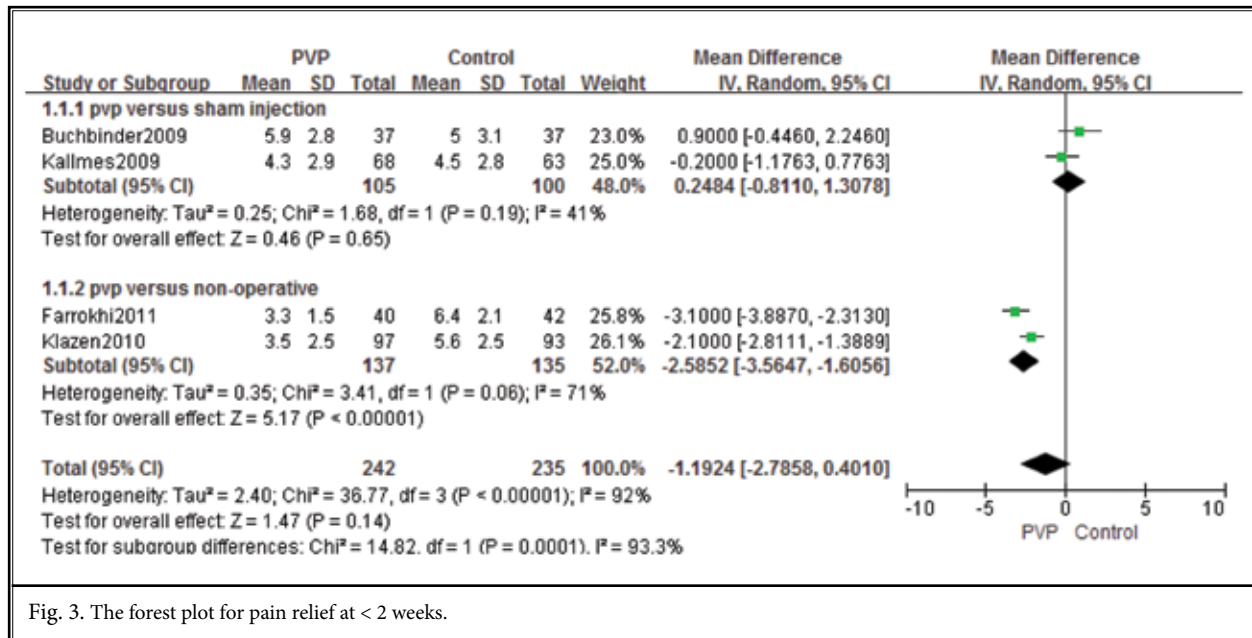 PVP Control Mean Difference Mean Difference
Study or Subgroup Mean SD Total Mean SD Total Weight IV, Random, 95% CI IV, Random, 95% CI
1.1.1 pvp versus sham injection
Buchbinder2009 5.9 2.8 37 5 3.1 37 23.0% 0.9000 [-0.4460, 2.2460]
Kallmes2009 4.3 2.9 68 4.5 2.8 63 25.0% -0.2000 [-1.1763, 0.7763]
Subtotal (95% CI) 105 100 48.0% 0.2484 [-0.8110, 1.3078]
Heterogeneity: Tau² = 0.25; Chi² = 1.68, df = 1 (P = 0.19); I² = 41%
Test for overall effect: Z = 0.46 (P = 0.65)
1.1.2 pvp versus non-operative
Farrokhi2011 3.3 1.5 40 6.4 2.1 42 25.8% -3.1000 [-3.8870, -2.3130]
Klazen2010 3.5 2.5 97 5.6 2.5 93 26.1% -2.1000 [-2.8111, -1.3889]
Subtotal (95% CI) 137 135 52.0% -2.5852 [-3.5647, -1.6056]
Heterogeneity: Tau² = 0.35; Chi² = 3.41, df = 1 (P = 0.06); I² = 71%
Test for overall effect: Z = 5.17 (P < 0.00001)
Total (95% CI) 242 235 100.0% -1.1924 [-2.7858, 0.4010]
Heterogeneity: Tau² = 2.40; Chi² = 36.77, df = 3 (P < 0.00001); I² = 92%
Test for overall effect: Z = 1.47 (P = 0.14)
Test for subgroup differences: Chi² = 14.82, df = 1 (P = 0.0001), I² = 93.3%
-10 -5 0 5 10
PVP Control
Fig. 3. The forest plot for pain relief at < 2 weeks.